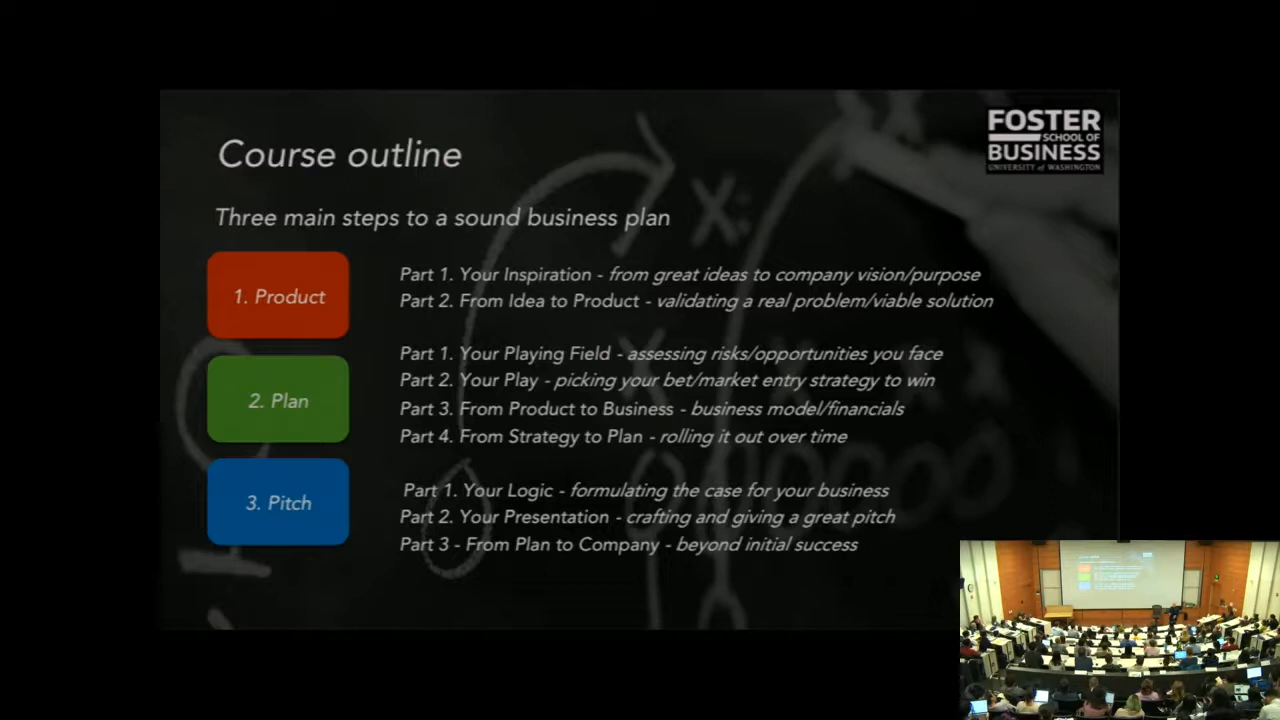 FOSTER
SCHOOL OF
BUSINESS
UNIVERSITY of WASHINGTON
Course outline
Three main steps to a sound business plan
1. Product
Part 1. Your Inspiration - from great ideas to company vision/purpose
Part 2. From Idea to Product - validating a real problem/viable solution
2. Plan
Part 1. Your Playing Field - assessing risks/opportunities you face
Part 2. Your Play - picking your bet/market entry strategy to win
Part 3. From Product to Business - business model/financials
Part 4. From Strategy to Plan - rolling it out over time
3. Pitch
Part 1. Your Logic - formulating the case for your business
Part 2. Your Presentation - crafting and giving a great pitch
Part 3 - From Plan to Company - beyond initial success